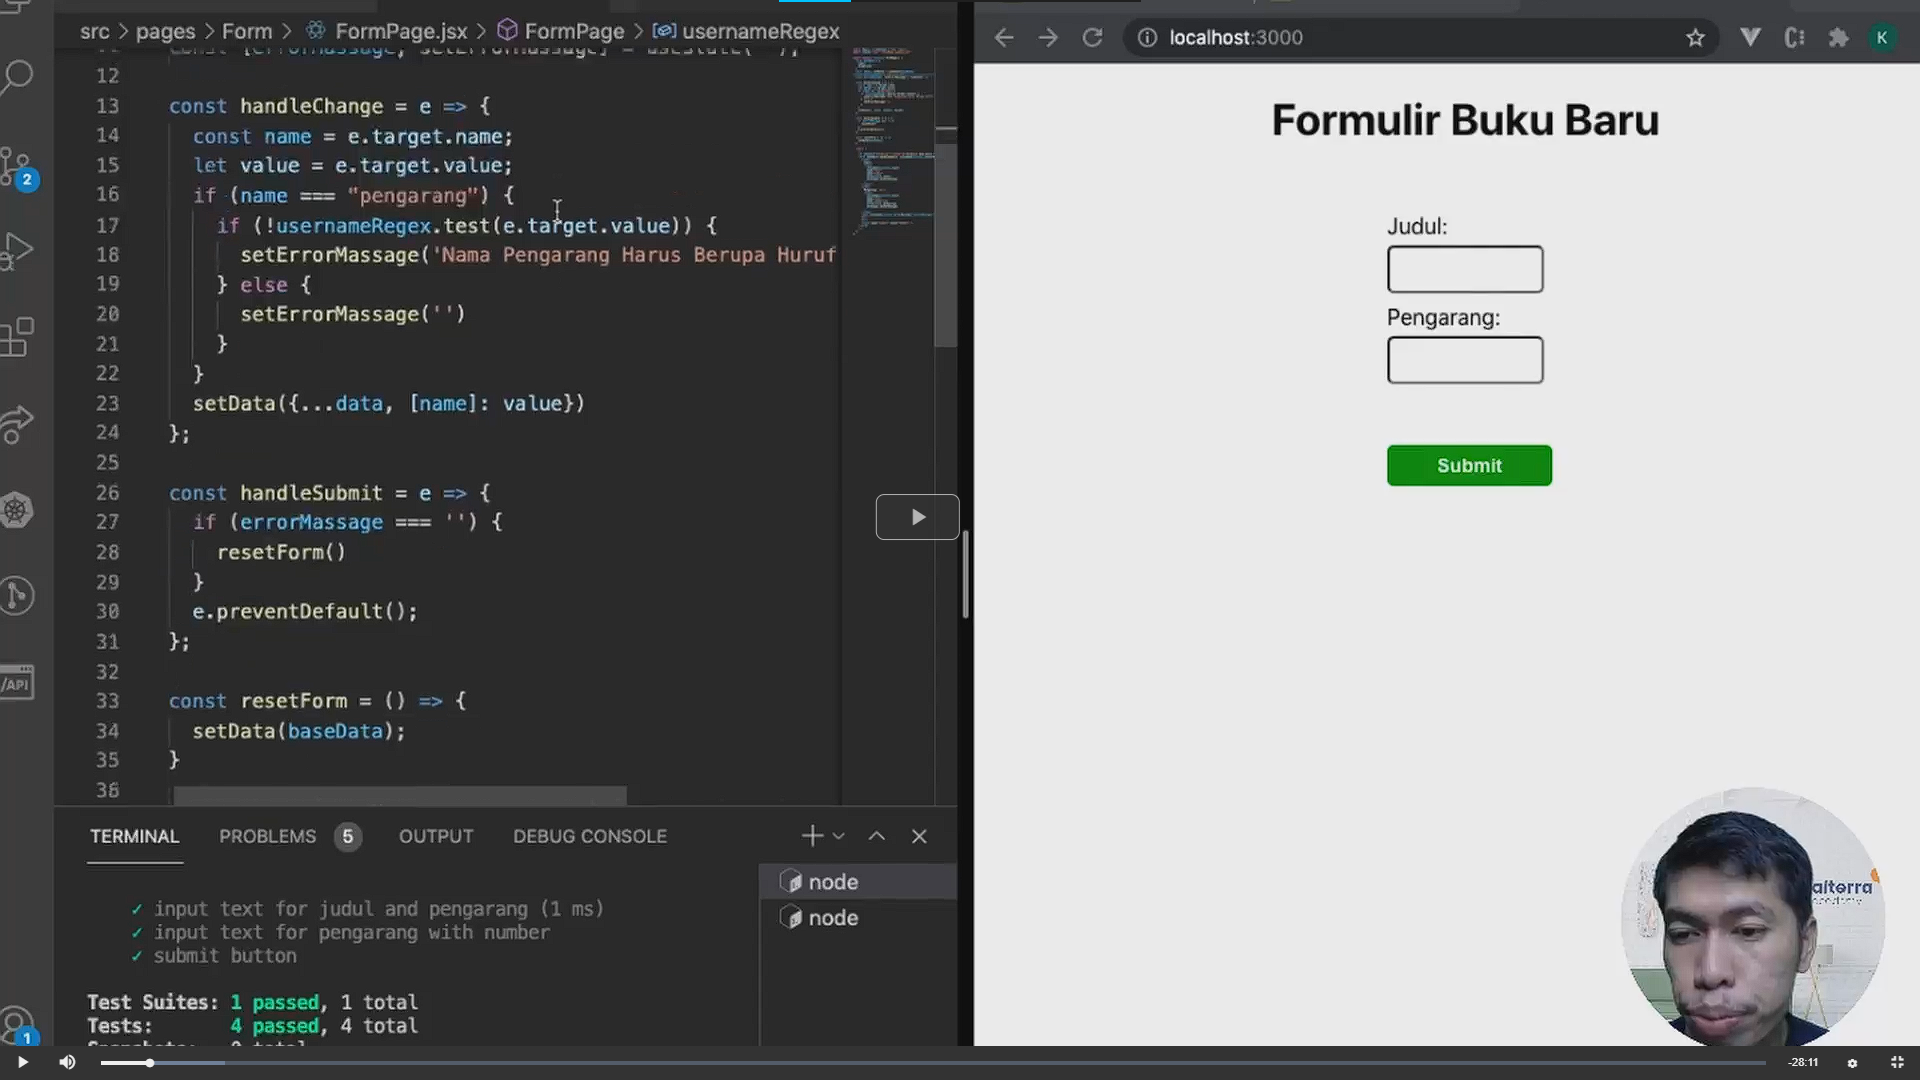 src > pages > Form > FormPage.jsx > FormPage > usernameRegex
12
13 const handleChange = e => {
14 const name = e.target.name;
15 let value = e.target.value;
16 if (name === "pengarang") {
17 if (!usernameRegex.test(e.target.value)) {
18 setErrorMassage('Nama Pengarang Harus Berupa Huruf
19 } else {
20 setErrorMassage('')
21 }
22 }
23 setData({...data, [name]: value})
24 };
25
26 const handleSubmit = e => {
27 if (errorMassage === '') {
28 resetForm()
29 }
30 e.preventDefault();
31 };
32
33 const resetForm = () => {
34 setData(baseData);
35 }
36
2
/API
1
TERMINAL PROBLEMS 5 OUTPUT DEBUG CONSOLE
✓ input text for judul and pengarang (1 ms)
✓ input text for pengarang with number
✓ submit button
Test Suites: 1 passed, 1 total
Tests: 4 passed, 4 total
node
node
localhost:3000
K
Formulir Buku Baru
Judul:
Pengarang:
Submit
alterra
academy
-28:11